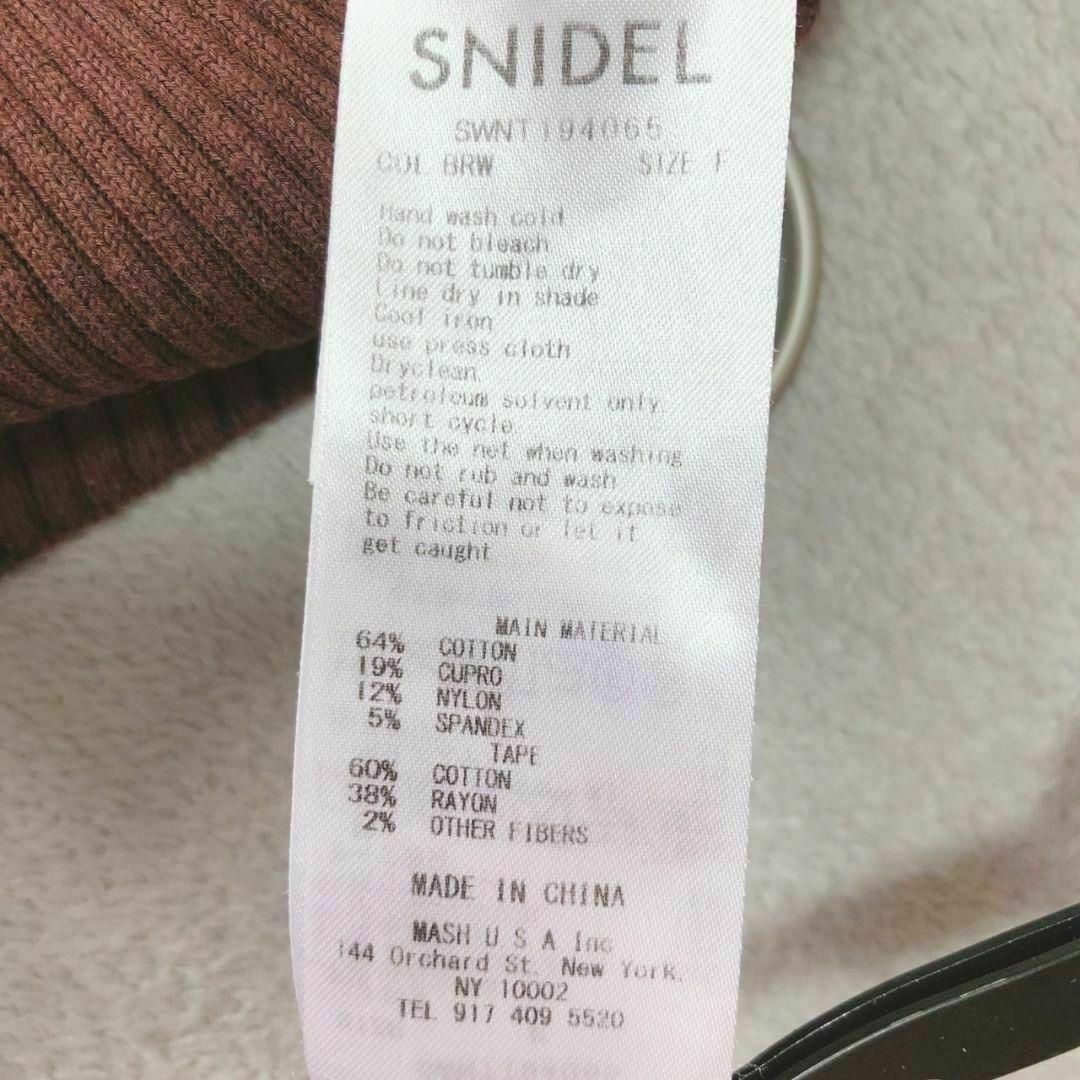 SNIDEL
SWNT194065
COL BRW SIZE F
Hand wash cold
Do not bleach
Do not tumble dry
Line dry in shade
Cool iron
use press cloth
Dryclean
petroleum solvent only
short cycle
Use the net when washing
Do not rub and wash
Be careful not to expose
to friction or let it
get caught
MAIN MATERIAL
64% COTTON
19% CUPRO
12% NYLON
5% SPANDEX
TAPE
60% COTTON
38% RAYON
2% OTHER FIBERS
MADE IN CHINA
MASH U S A Inc
144 Orchard St. New York.
NY 10002
TEL 917 409 5520